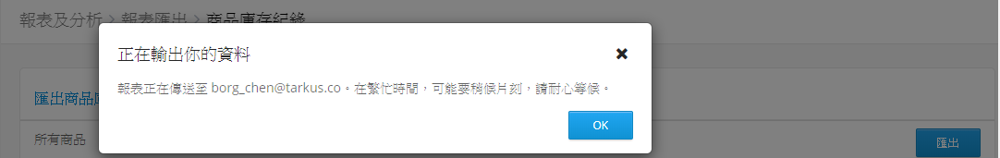 報表及分析 > 報表匯出 > 商品庫存紀錄
正在輸出你的資料
報表正在傳送至 borg_chen@tarkus.co。在繁忙時間，可能要稍候片刻，請耐心等候。
匯出商品
OK
所有商品
匯出